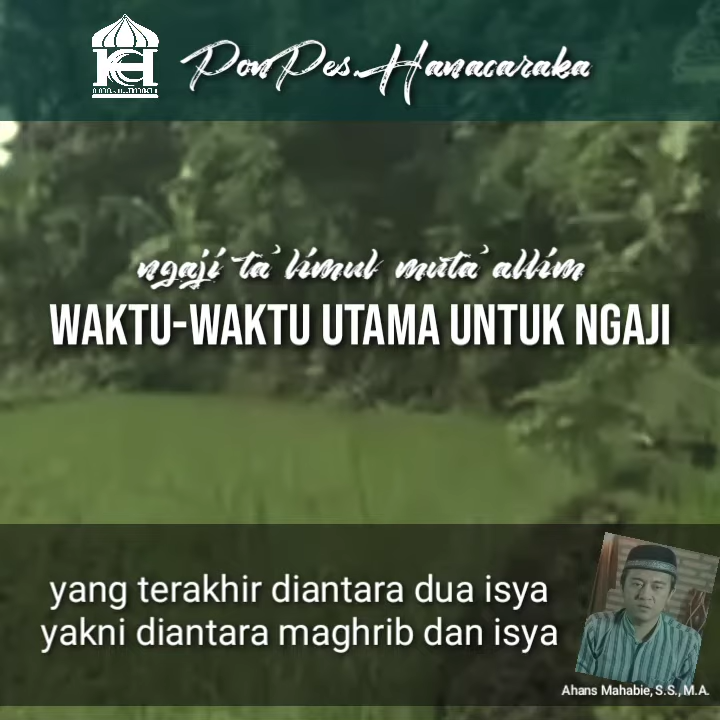 PonPes.Hanacaraka
ngaji ta'limul muta'allim
WAKTU-WAKTU UTAMA UNTUK NGAJI
yang terakhir diantara dua isya
yakni diantara maghrib dan isya
Ahans Mahabie, S.S., M.A.